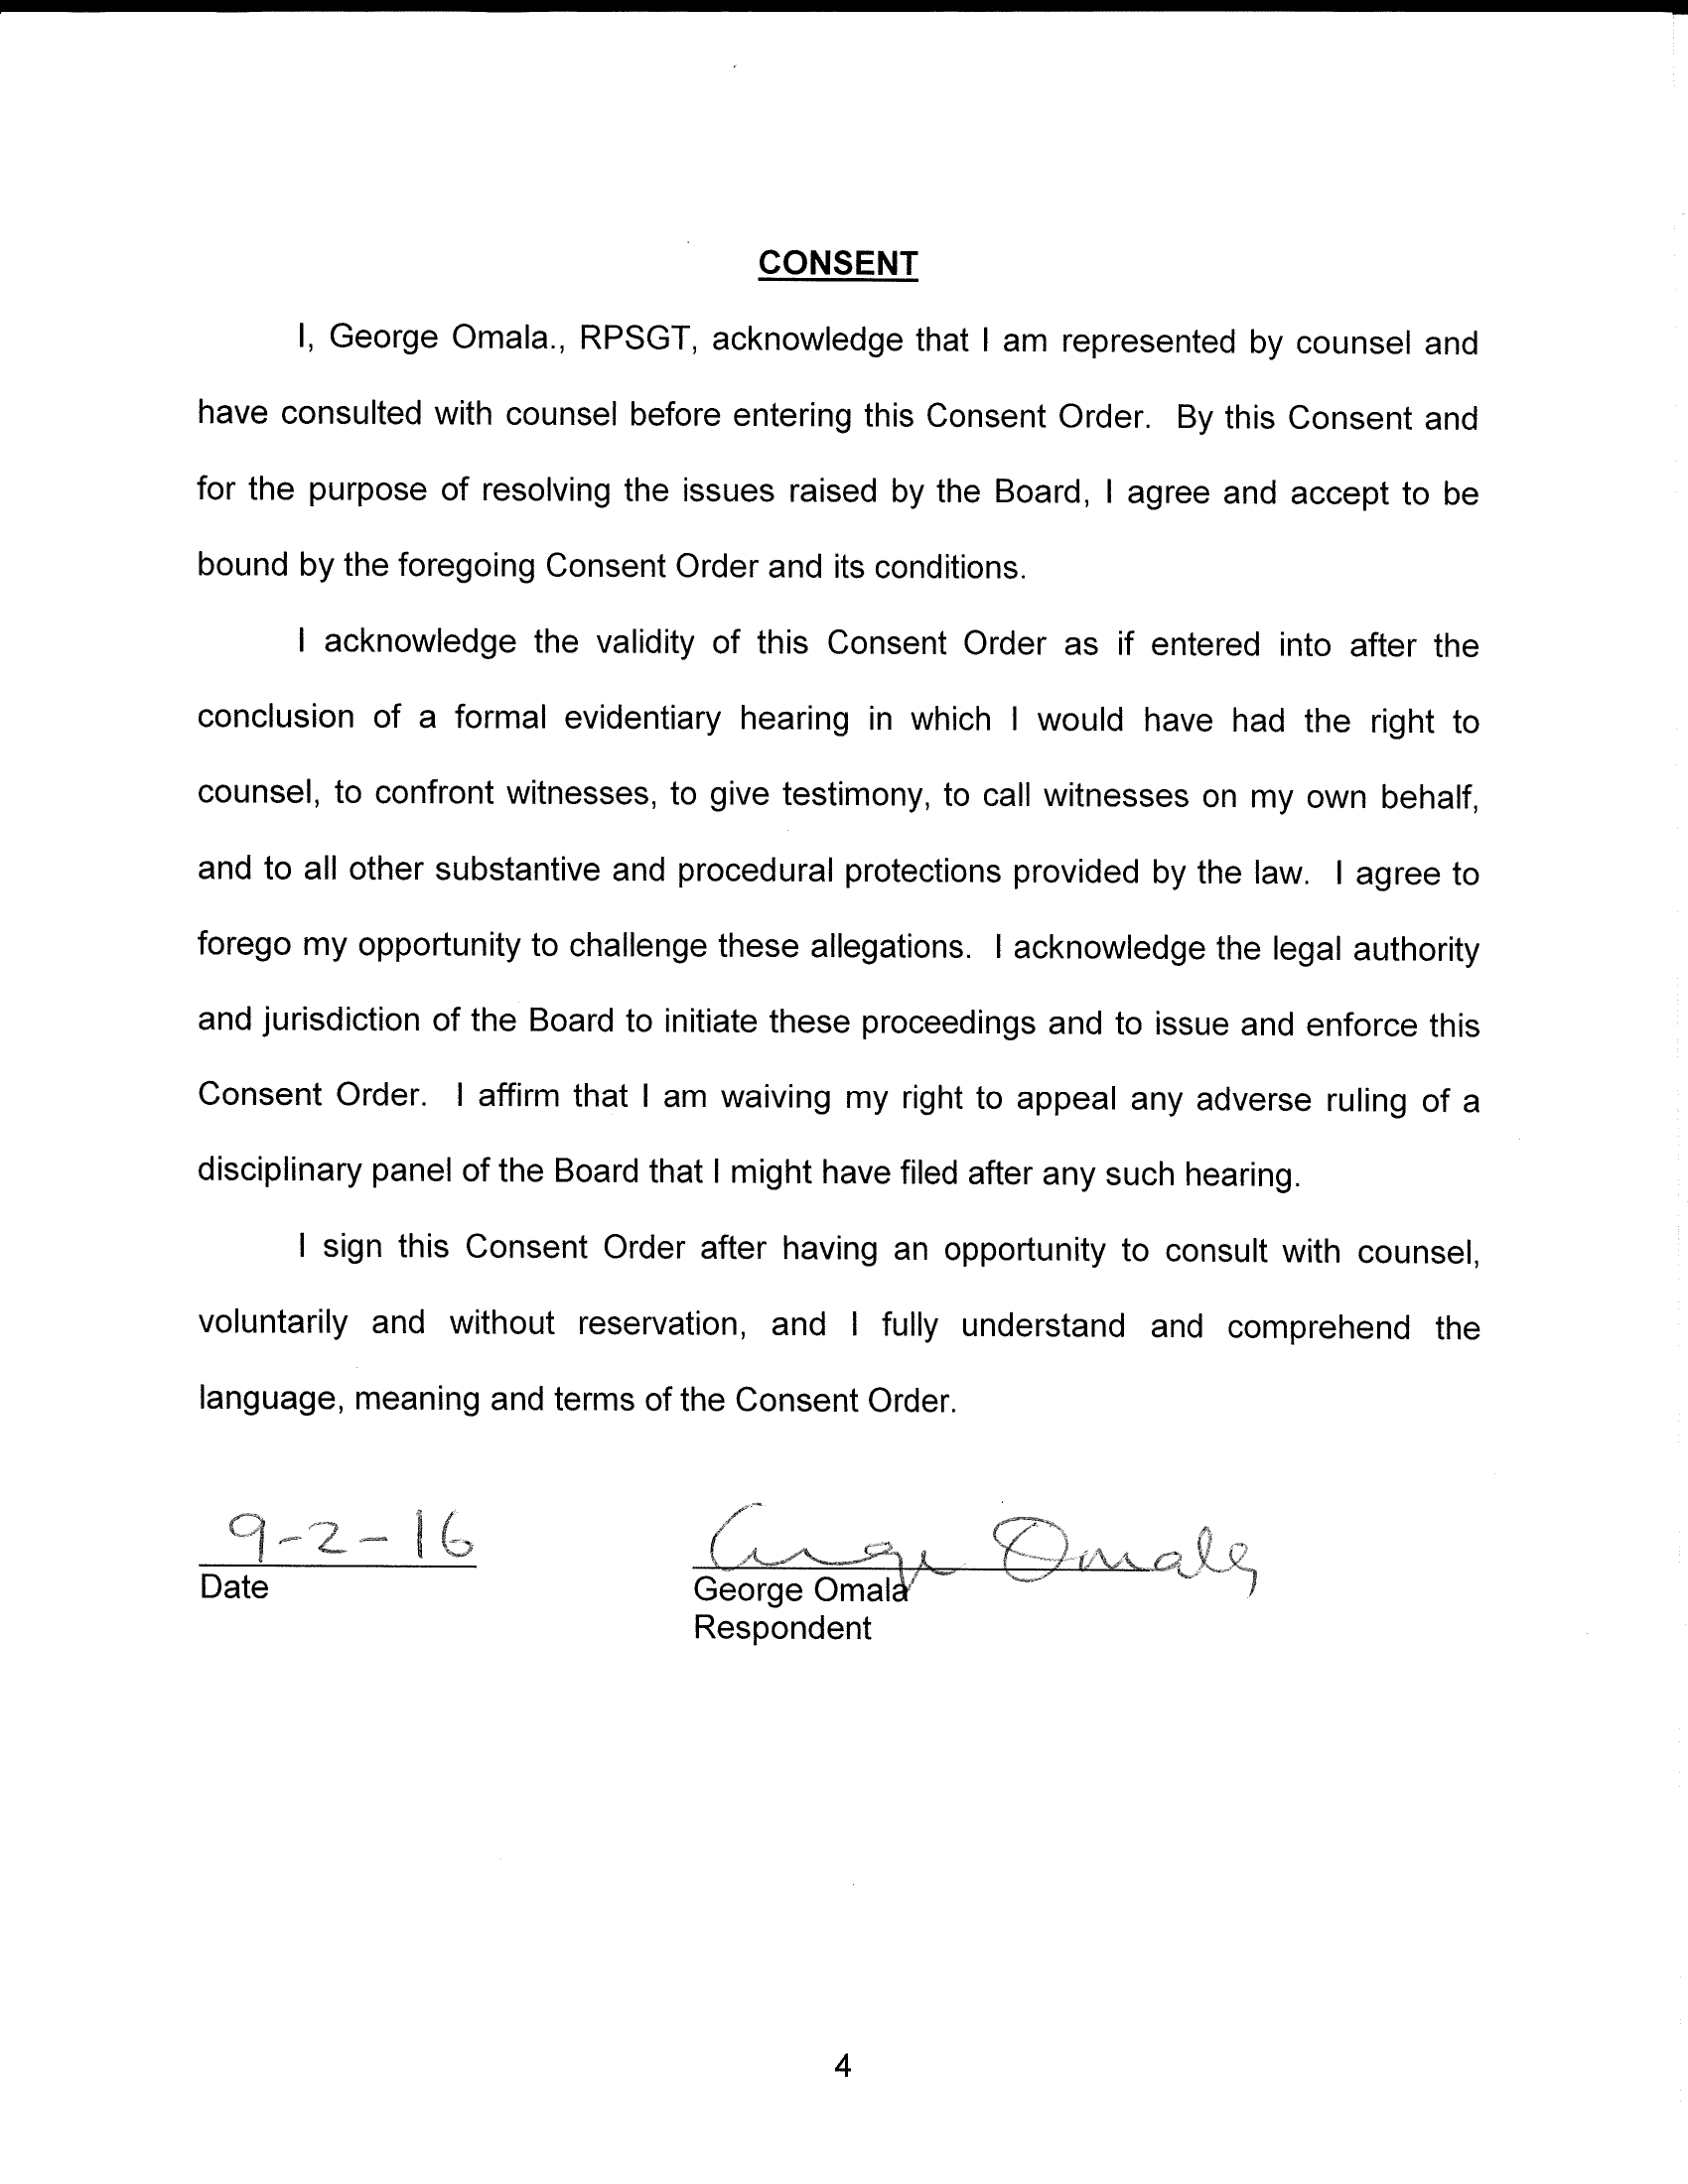 CONSENT
I, George Omala., RPSGT, acknowledge that I am represented by counsel and
have consulted with counsel before entering this Consent Order. By this Consent and
for the purpose of resolving the issues raised by the Board, I agree and accept to be
bound by the foregoing Consent Order and its conditions.
I acknowledge the validity of this Consent Order as if entered into after the
conclusion of a formal evidentiary hearing in which I would have had the right to
counsel, to confront witnesses, to give testimony, to call witnesses on my own behalf,
and to all other substantive and procedural protections provided by the law. I agree to
forego my opportunity to challenge these allegations. I acknowledge the legal authority
and jurisdiction of the Board to initiate these proceedings and to issue and enforce this
Consent Order. I affirm that I am waiving my right to appeal any adverse ruling of a
disciplinary panel of the Board that I might have filed after any such hearing.
I sign this Consent Order after having an opportunity to consult with counsel,
voluntarily and without reservation, and I fully understand and comprehend the
language, meaning and terms of the Consent Order.
9-2-16 George Omala
Date George Omala
Respondent
4